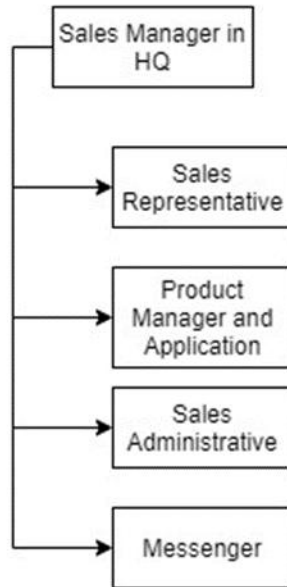 Sales Manager in
HQ
Sales
Representative
Product
Manager and
Application
Sales
Administrative
Messenger